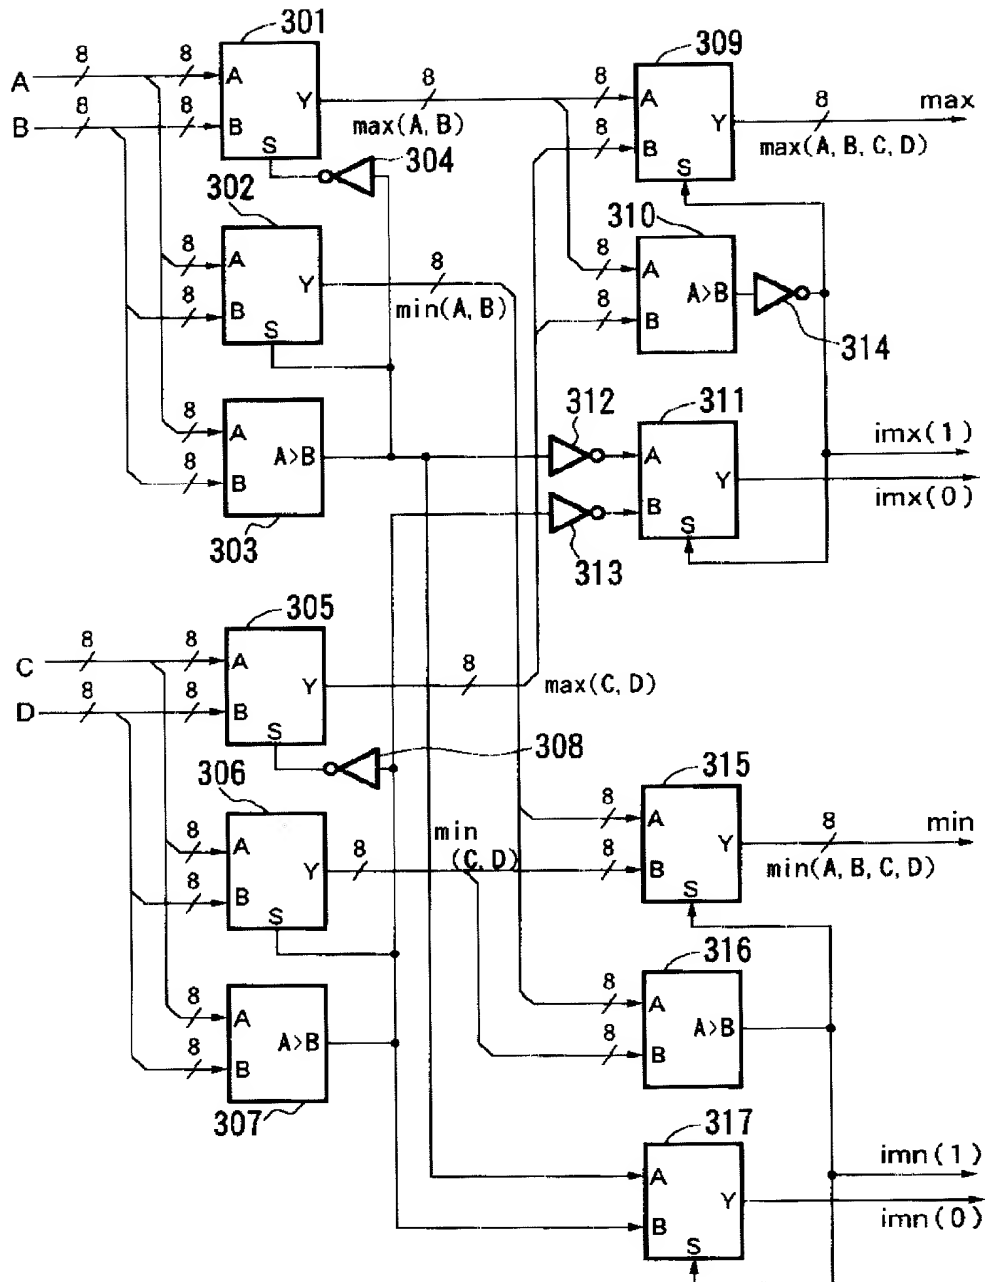 301
309
8
8
8
8
8
A
A
Y
A
Y
max
B
8
8
B
max(A, B)
8
B
max(A, B, C, D)
S
304
S
302
310
8
A
Y
8
8
A
A>B
8
B
min(A, B)
8
B
S
314
312
311
8
A
A>B
A
imx(1)
8
B
Y
imx(0)
B
S
303
313
305
8
8
C
A
Y
8
max(C, D)
D
8
8
B
S
308
306
315
8
A
8
A
8
min
8
Y
8
min
(C, D)
8
Y
min(A, B, C, D)
B
B
S
S
316
8
A
A>B
8
A
A>B
8
B
8
B
307
317
A
imn(1)
Y
B
imn(0)
S